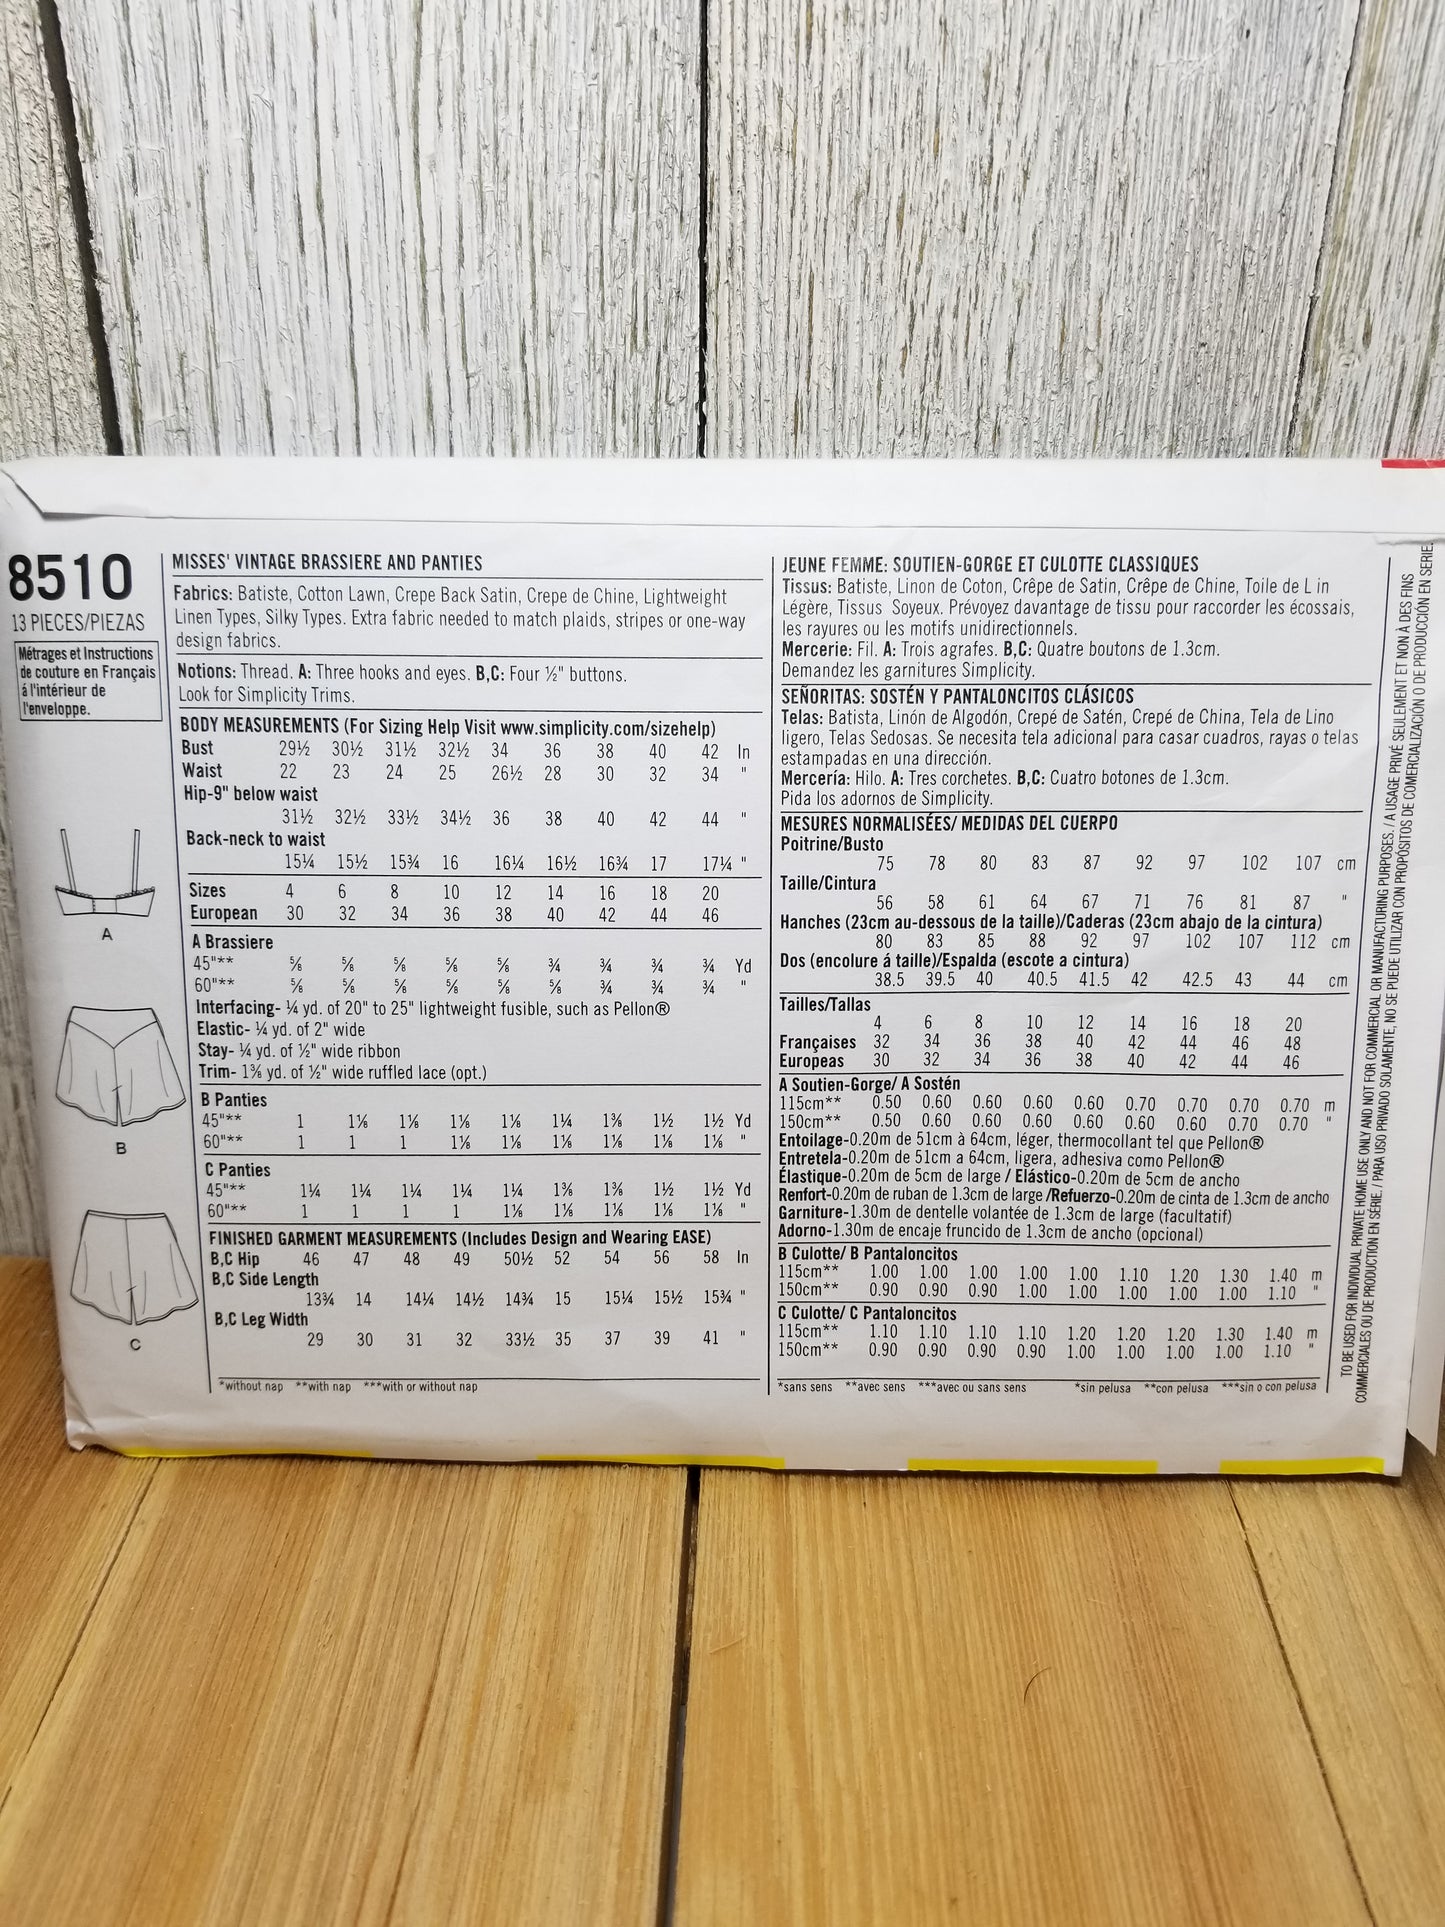 8510
13 PIECES/PIEZAS
Métrages et Instructions
de couture en Français
á l'intérieur de
l'enveloppe.
A
B
C
MISSES' VINTAGE BRASSIERE AND PANTIES
Fabrics: Batiste, Cotton Lawn, Crepe Back Satin, Crepe de Chine, Lightweight
Linen Types, Silky Types. Extra fabric needed to match plaids, stripes or one-way
design fabrics.
Notions: Thread. A: Three hooks and eyes. B,C: Four ½" buttons.
Look for Simplicity Trims.
BODY MEASUREMENTS (For Sizing Help Visit www.simplicity.com/sizehelp)
Bust 29½ 30½ 31½ 32½ 34 36 38 40 42 In
Waist 22 23 24 25 26½ 28 30 32 34 "
Hip-9" below waist
31½ 32½ 33½ 34½ 36 38 40 42 44 "
Back-neck to waist
15¼ 15½ 15¾ 16 16¼ 16½ 16¾ 17 17¼ "
Sizes 4 6 8 10 12 14 16 18 20
European 30 32 34 36 38 40 42 44 46
A Brassiere
45"** ⅝ ⅝ ⅝ ⅝ ⅝ ¾ ¾ ¾ ¾ Yd
60"** ⅝ ⅝ ⅝ ⅝ ⅝ ⅝ ¾ ¾ ¾ "
Interfacing- ¼ yd. of 20" to 25" lightweight fusible, such as Pellon®
Elastic- ¼ yd. of 2" wide
Stay- ¼ yd. of ½" wide ribbon
Trim- 1⅜ yd. of ½" wide ruffled lace (opt.)
B Panties
45"** 1 1⅛ 1⅛ 1⅛ 1⅛ 1¼ 1⅜ 1½ 1½ Yd
60"** 1 1 1 1⅛ 1⅛ 1⅛ 1⅛ 1⅛ 1⅛ "
C Panties
45"** 1¼ 1¼ 1¼ 1¼ 1¼ 1⅜ 1⅜ 1½ 1½ Yd
60"** 1 1 1 1 1⅛ 1⅛ 1⅛ 1⅛ 1⅛ "
FINISHED GARMENT MEASUREMENTS (Includes Design and Wearing EASE)
B,C Hip 46 47 48 49 50½ 52 54 56 58 In
B,C Side Length
13¾ 14 14¼ 14½ 14¾ 15 15¼ 15½ 15¾ "
B,C Leg Width
29 30 31 32 33½ 35 37 39 41 "
*without nap **with nap ***with or without nap
JEUNE FEMME: SOUTIEN-GORGE ET CULOTTE CLASSIQUES
Tissus: Batiste, Linon de Coton, Crêpe de Satin, Crêpe de Chine, Toile de L in
Légère, Tissus Soyeux. Prévoyez davantage de tissu pour raccorder les écossais,
les rayures ou les motifs unidirectionnels.
Mercerie: Fil. A: Trois agrafes. B,C: Quatre boutons de 1.3cm.
Demandez les garnitures Simplicity.
SEÑORITAS: SOSTÉN Y PANTALONCITOS CLÁSICOS
Telas: Batista, Linón de Algodón, Crepé de Satén, Crepé de China, Tela de Lino
ligero, Telas Sedosas. Se necesita tela adicional para casar cuadros, rayas o telas
estampadas en una dirección.
Mercería: Hilo. A: Tres corchetes. B,C: Cuatro botones de 1.3cm.
Pida los adornos de Simplicity.
MESURES NORMALISÉES/ MEDIDAS DEL CUERPO
Poitrine/Busto
75 78 80 83 87 92 97 102 107 cm
Taille/Cintura
56 58 61 64 67 71 76 81 87 "
Hanches (23cm au-dessous de la taille)/Caderas (23cm abajo de la cintura)
80 83 85 88 92 97 102 107 112 cm
Dos (encolure á taille)/Espalda (escote a cintura)
38.5 39.5 40 40.5 41.5 42 42.5 43 44 cm
Tailles/Tallas
4 6 8 10 12 14 16 18 20
Françaises 32 34 36 38 40 42 44 46 48
Europeas 30 32 34 36 38 40 42 44 46
A Soutien-Gorge/ A Sostén
115cm** 0.50 0.60 0.60 0.60 0.60 0.70 0.70 0.70 0.70 m
150cm** 0.50 0.60 0.60 0.60 0.60 0.60 0.60 0.70 0.70 "
Entoilage-0.20m de 51cm à 64cm, léger, thermocollant tel que Pellon®
Entretela-0.20m de 51cm a 64cm, ligera, adhesiva como Pellon®
Élastique-0.20m de 5cm de large / Elástico-0.20m de 5cm de ancho
Renfort-0.20m de ruban de 1.3cm de large /Refuerzo-0.20m de cinta de 1.3cm de ancho
Garniture-1.30m de dentelle volantée de 1.3cm de large (facultatif)
Adorno-1.30m de encaje fruncido de 1.3cm de ancho (opcional)
B Culotte/ B Pantaloncitos
115cm** 1.00 1.00 1.00 1.00 1.00 1.10 1.20 1.30 1.40 m
150cm** 0.90 0.90 0.90 1.00 1.00 1.00 1.00 1.00 1.10 "
C Culotte/ C Pantaloncitos
115cm** 1.10 1.10 1.10 1.10 1.20 1.20 1.20 1.30 1.40 m
150cm** 0.90 0.90 0.90 0.90 1.00 1.00 1.00 1.00 1.10 "
*sans sens **avec sens ***avec ou sans sens *sin pelusa **con pelusa ***sin o con pelusa
TO BE USED FOR INDIVIDUAL PRIVATE HOME USE ONLY AND NOT FOR COMMERCIAL OR MANUFACTURING PURPOSES. / A USAGE PRIVÉ SEULEMENT ET NON À DES FINS
COMMERCIALES OU DE PRODUCTION EN SÉRIE. / PARA USO PRIVADO SOLAMENTE, NO SE PUEDE UTILIZAR CON PROPÓSITOS DE COMERCIALIZACIÓN O DE PRODUCCIÓN EN SERIE.